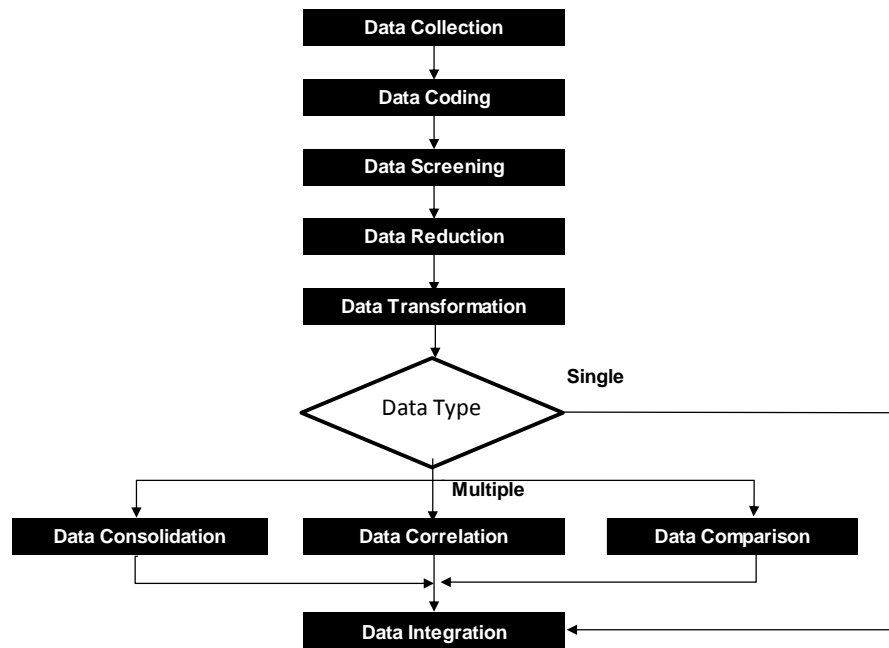 Data Collection
Data Coding
Data Screening
Data Reduction
Data Transformation
Single
Data Type
Multiple
Data Consolidation
Data Correlation
Data Comparison
Data Integration